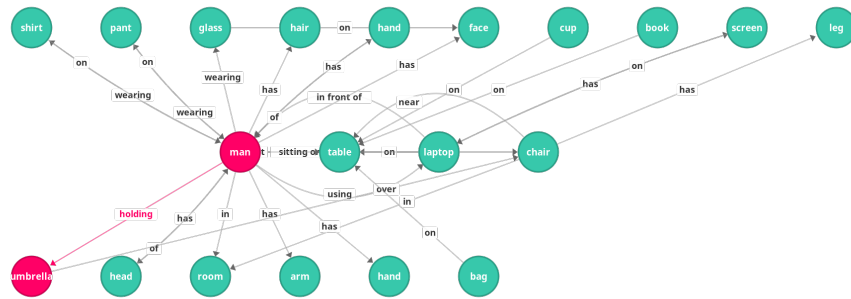 shirt pant glass hair hand face cup book screen leg
on
on on
has has
wearing has
has on on
wearing in front of near
wearing of
man sitting on table on laptop chair
over
using in
holding has in has
has on
of
umbrella head room arm hand bag